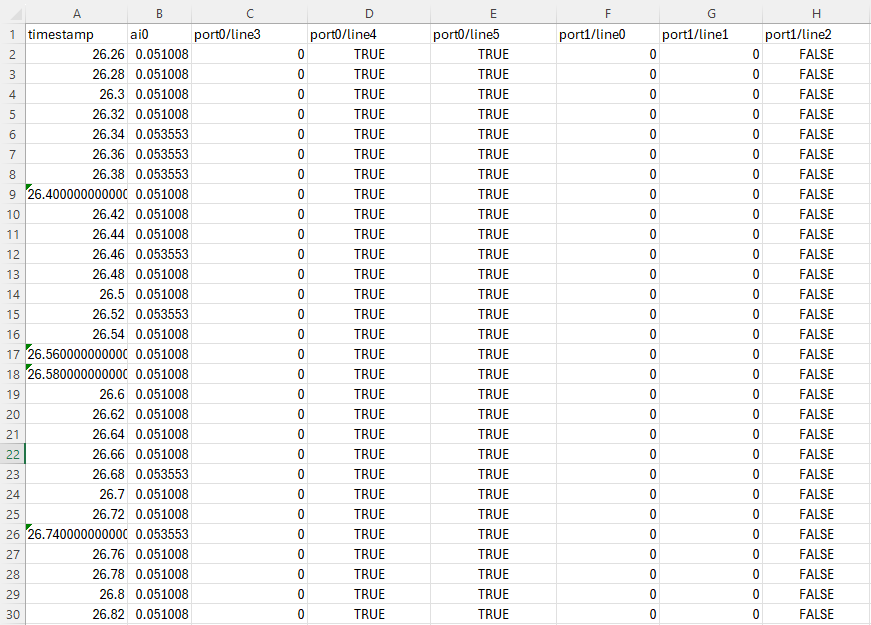 A B C D E F G H
1 timestamp ai0 port0/line3 port0/line4 port0/line5 port1/line0 port1/line1 port1/line2
2 26.26 0.051008 0 TRUE TRUE 0 0 FALSE
3 26.28 0.051008 0 TRUE TRUE 0 0 FALSE
4 26.3 0.051008 0 TRUE TRUE 0 0 FALSE
5 26.32 0.051008 0 TRUE TRUE 0 0 FALSE
6 26.34 0.053553 0 TRUE TRUE 0 0 FALSE
7 26.36 0.053553 0 TRUE TRUE 0 0 FALSE
8 26.38 0.053553 0 TRUE TRUE 0 0 FALSE
9 26.400000000000 0.051008 0 TRUE TRUE 0 0 FALSE
10 26.42 0.051008 0 TRUE TRUE 0 0 FALSE
11 26.44 0.051008 0 TRUE TRUE 0 0 FALSE
12 26.46 0.053553 0 TRUE TRUE 0 0 FALSE
13 26.48 0.051008 0 TRUE TRUE 0 0 FALSE
14 26.5 0.051008 0 TRUE TRUE 0 0 FALSE
15 26.52 0.053553 0 TRUE TRUE 0 0 FALSE
16 26.54 0.051008 0 TRUE TRUE 0 0 FALSE
17 26.560000000000 0.051008 0 TRUE TRUE 0 0 FALSE
18 26.580000000000 0.051008 0 TRUE TRUE 0 0 FALSE
19 26.6 0.051008 0 TRUE TRUE 0 0 FALSE
20 26.62 0.051008 0 TRUE TRUE 0 0 FALSE
21 26.64 0.051008 0 TRUE TRUE 0 0 FALSE
22 26.66 0.051008 0 TRUE TRUE 0 0 FALSE
23 26.68 0.053553 0 TRUE TRUE 0 0 FALSE
24 26.7 0.051008 0 TRUE TRUE 0 0 FALSE
25 26.72 0.051008 0 TRUE TRUE 0 0 FALSE
26 26.740000000000 0.053553 0 TRUE TRUE 0 0 FALSE
27 26.76 0.051008 0 TRUE TRUE 0 0 FALSE
28 26.78 0.051008 0 TRUE TRUE 0 0 FALSE
29 26.8 0.051008 0 TRUE TRUE 0 0 FALSE
30 26.82 0.051008 0 TRUE TRUE 0 0 FALSE